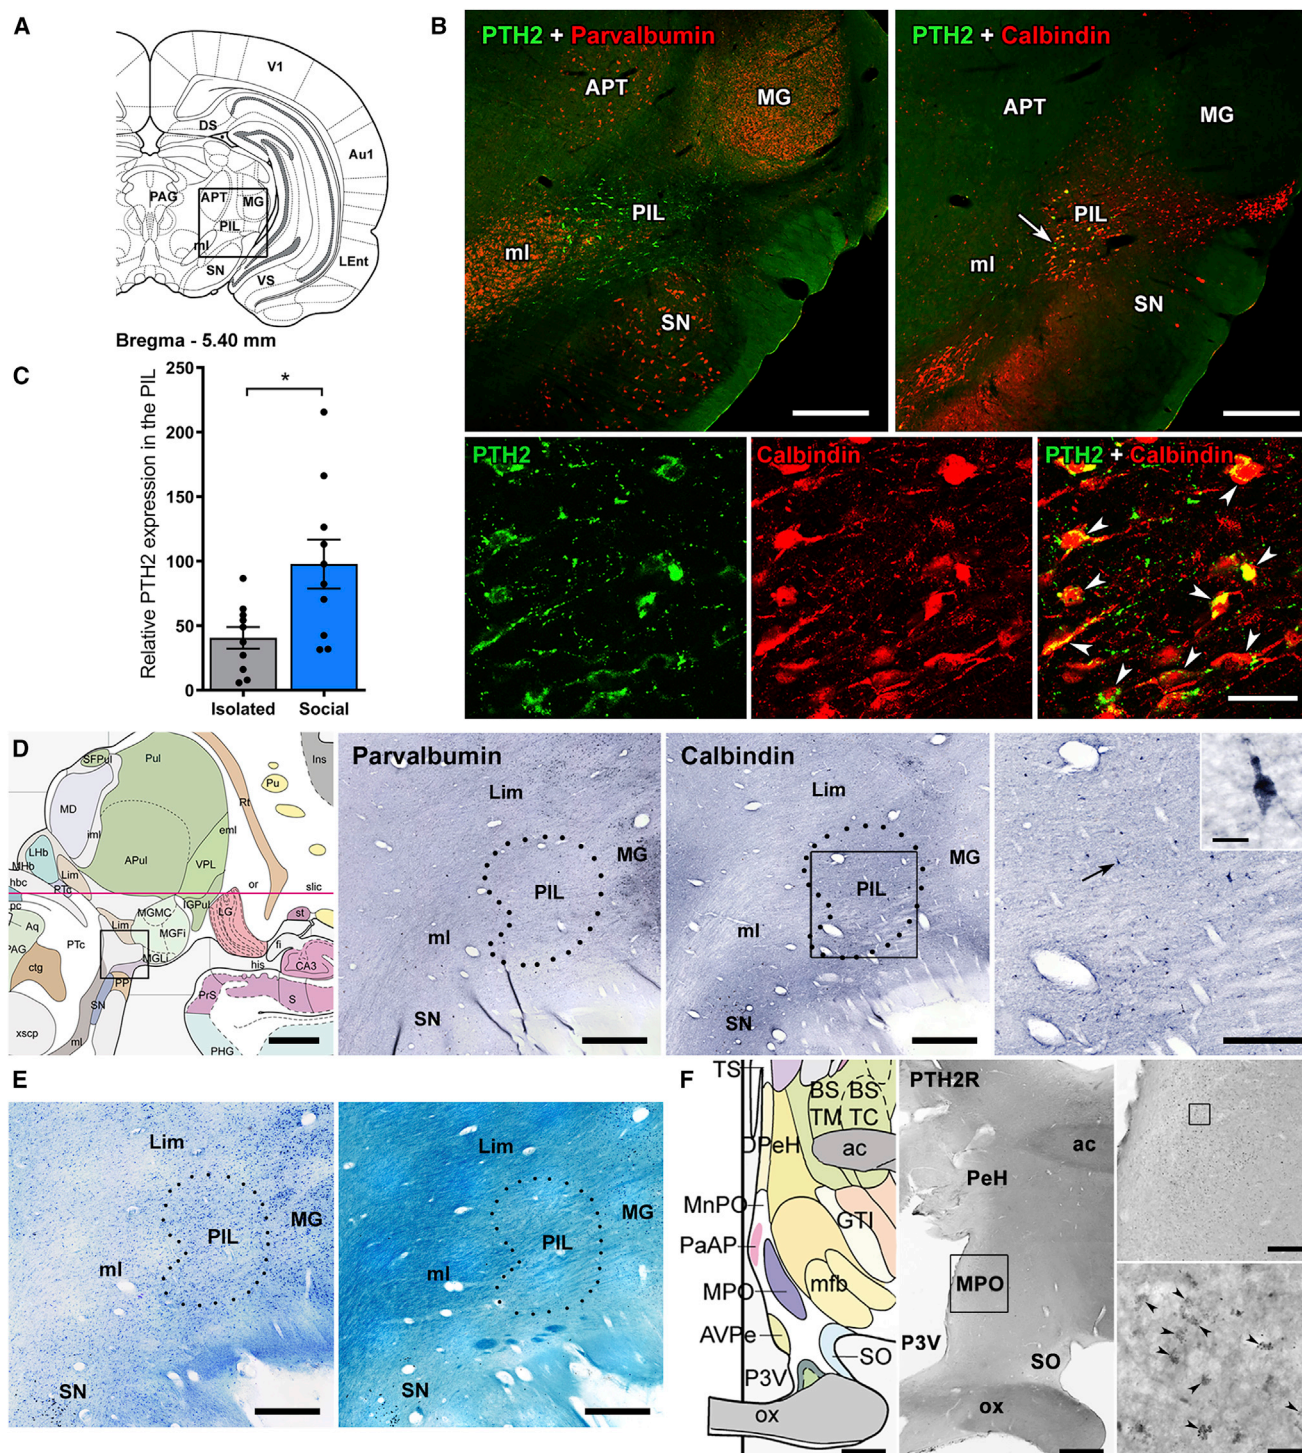 A
V1
DS
Au1
PAG
APT
MG
PIL
ml
SN
VS
LEnt
Bregma - 5.40 mm
B
PTH2 + Parvalbumin
APT
MG
PIL
ml
SN
PTH2 + Calbindin
APT
MG
PIL
ml
SN
PTH2
Calbindin
PTH2 + Calbindin
C
Relative PTH2 expression in the PIL
250
200
150
100
50
0
*
Isolated
Social
D
SFPul
Pul
Ins
MD
Pu
Rt
iml
eml
LHb
APul
VPL
MHb
Lim
hbc
PTc
or
slic
pc
IGPul
MGMC
LG
st
Lim
Aq
MGFi
PTc
fi
PAG
MGLi
CA3
ctg
his
PP
SN
PrS
S
xscp
ml
PHG
Parvalbumin
Lim
MG
PIL
ml
SN
Calbindin
Lim
MG
PIL
ml
SN
E
Lim
MG
PIL
ml
SN
Lim
MG
PIL
ml
SN
F
TS
BS BS
TM TC
DPeH
ac
MnPO
GTI
PaAP
MPO
mfb
AVPe
SO
P3V
ox
PTH2R
ac
PeH
MPO
P3V
SO
ox